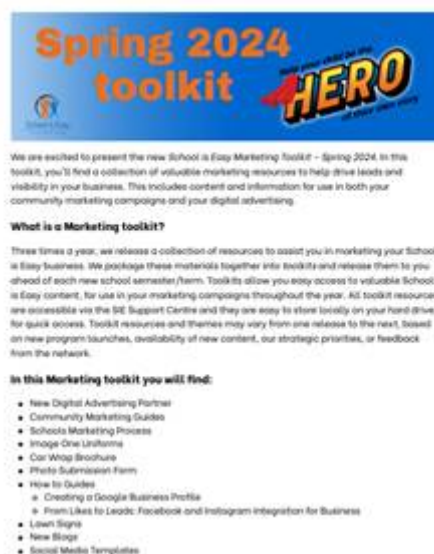 Spring 2024
toolkit
Help your child be the
HERO
of their own story
We are excited to present the new School is Easy Marketing Toolkit – Spring 2024. In this
toolkit, you'll find a collection of valuable marketing resources to help drive leads and
visibility in your business. This includes content and information for use in both your
community marketing campaigns and your digital advertising.
What is a Marketing toolkit?
Three times a year, we release a collection of resources to assist you in marketing your School
is Easy business. We package these materials together into toolkits and release them to you
ahead of each new school semester/term. Toolkits allow you easy access to valuable School
is Easy content, for use in your marketing campaigns throughout the year. All toolkit resources
are accessible via the SIE Support Centre and they are easy to store locally on your hard drive
for quick access. Toolkit resources and themes may vary from one release to the next, based
on new program launches, availability of new content, our strategic priorities, or feedback
from the network.
In this Marketing toolkit you will find:
New Digital Advertising Partner
Community Marketing Guides
Schools Marketing Process
Image One Uniforms
Car Wrap Brochure
Photo Submission Form
How to Guides
Creating a Google Business Profile
From Likes to Leads: Facebook and Instagram Integration for Business
Lawn Signs
New Blogs
Social Media Templates